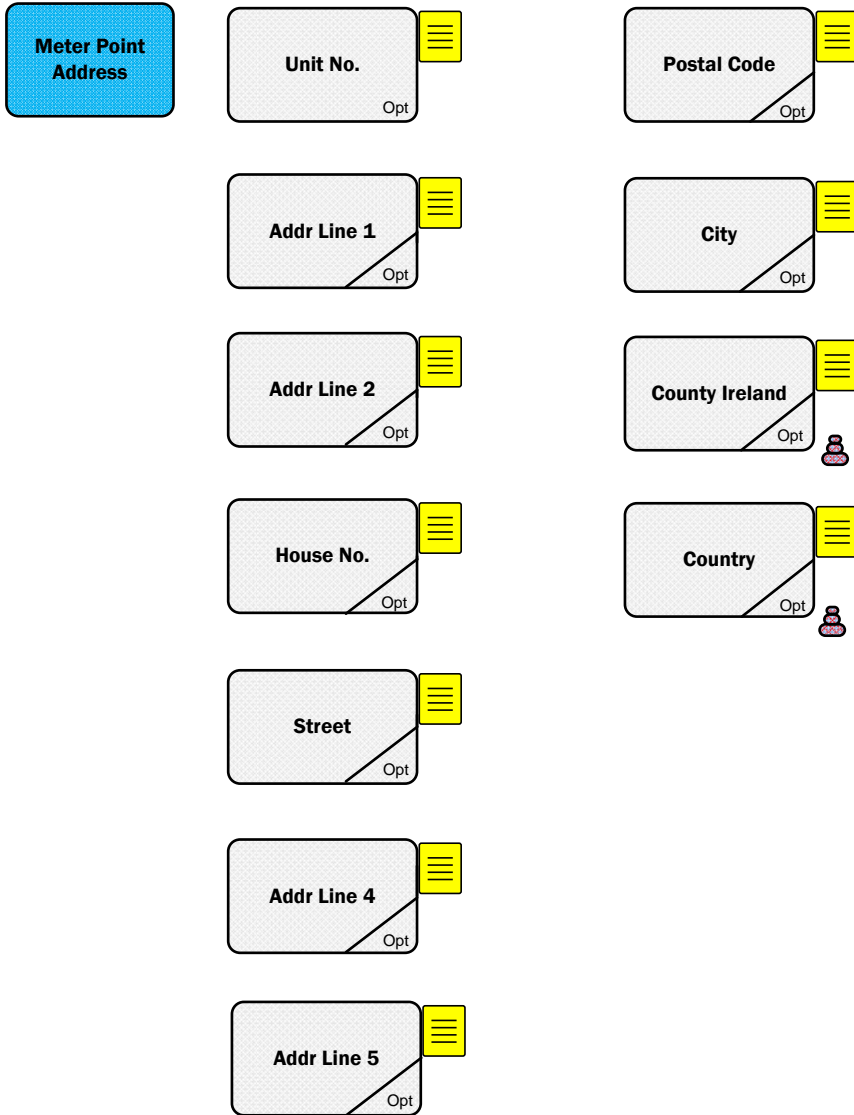 Meter Point
Address
Unit No.
Opt
Addr Line 1
Opt
Addr Line 2
Opt
House No.
Opt
Street
Opt
Addr Line 4
Opt
Addr Line 5
Opt
Postal Code
Opt
City
Opt
County Ireland
Opt
Country
Opt